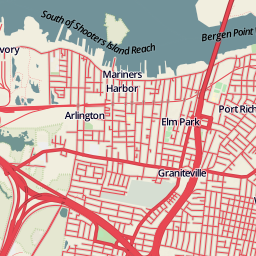 South of Shooters Island Reach
Bergen Point
vory
Mariners
Harbor
Port Rich
Arlington
Elm Park
Graniteville